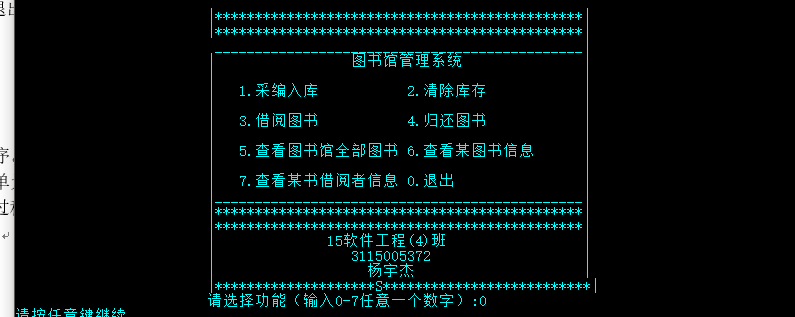 退出
|*****************************************|
|*****************************************|
图书馆管理系统
1.采编入库 2.清除库存
3.借阅图书 4.归还图书
5.查看图书馆全部图书 6.查看某图书信息
7.查看某书借阅者信息 0.退出
*****************************************
*****************************************
15软件工程(4)班
3115005372
杨宇杰
|******************S***********************|
请选择功能（输入0-7任意一个数字）:0
请按任意键继续